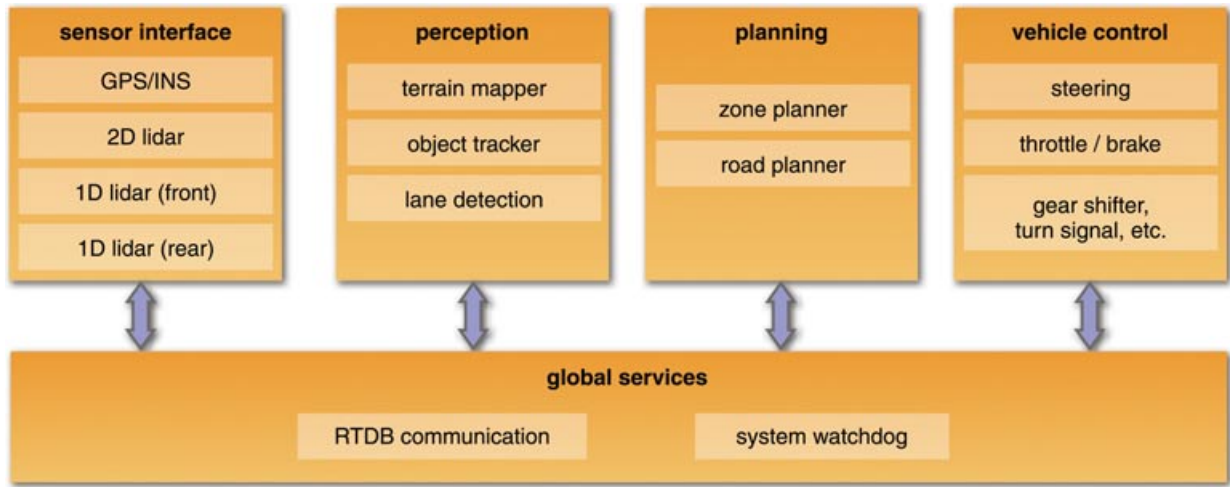 sensor interface
GPS/INS
2D lidar
1D lidar (front)
1D lidar (rear)
perception
terrain mapper
object tracker
lane detection
planning
zone planner
road planner
vehicle control
steering
throttle / brake
gear shifter,
turn signal, etc.
global services
RTDB communication
system watchdog